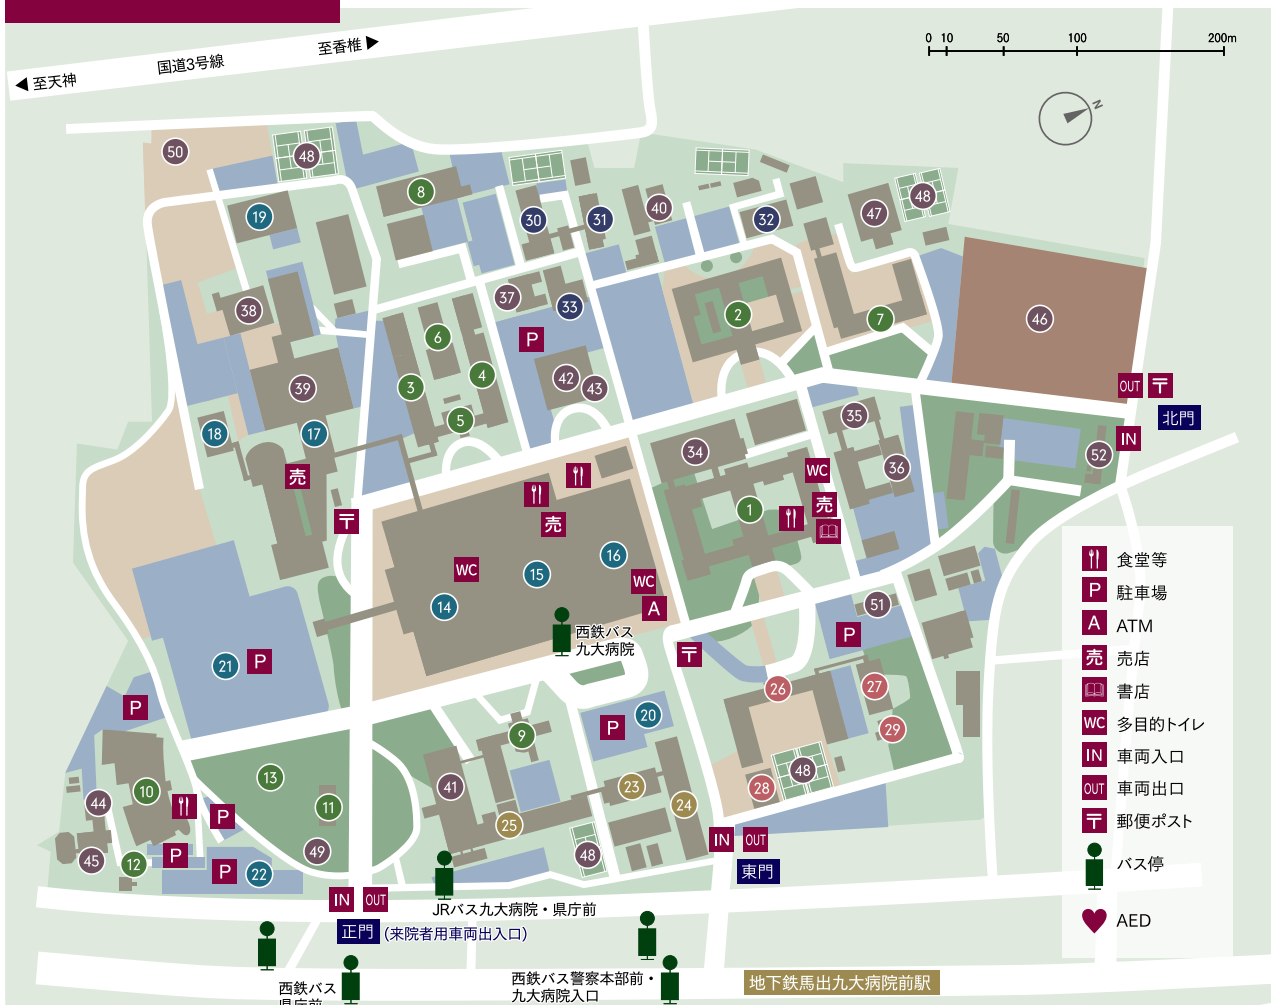 至香椎
国道3号線
至天神
0 10 50 100 200m
N
50
48
8
19
30
31
40
32
47
48
38
37
33
2
7
46
6
P
39
3
4
42
43
5
OUT
〒
北門
IN
18
17
34
35
52
36
WC
売
売
1
〒
売
16
15
WC
WC
14
A
西鉄バス
九大病院
51
P
〒
21
P
26
27
P
20
P
9
29
13
48
10
41
23
28
44
11
24
P
25
IN
OUT
49
48
45
12
P
P
22
東門
IN
OUT
JRバス九大病院・県庁前
正門
(来院者用車両出入口)
西鉄バス
県庁前
西鉄バス警察本部前・
九大病院入口
地下鉄馬出九大病院前駅
食堂等
P 駐車場
A ATM
売 売店
書店
WC 多目的トイレ
IN 車両入口
OUT 車両出口
〒 郵便ポスト
バス停
AED